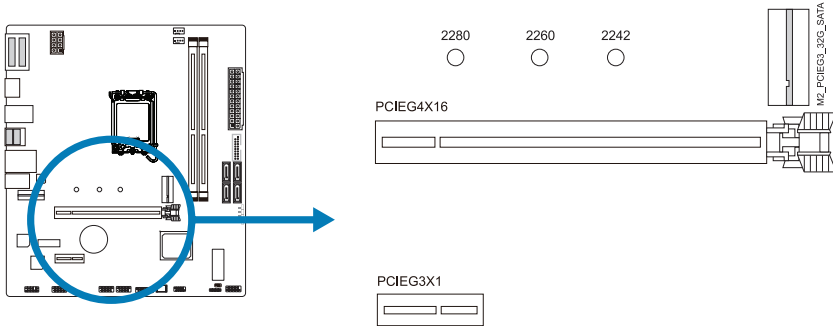 2280 2260 2242
M2_PCIEG3_32G_SATA
PCIEG4X16
PCIEG3X1